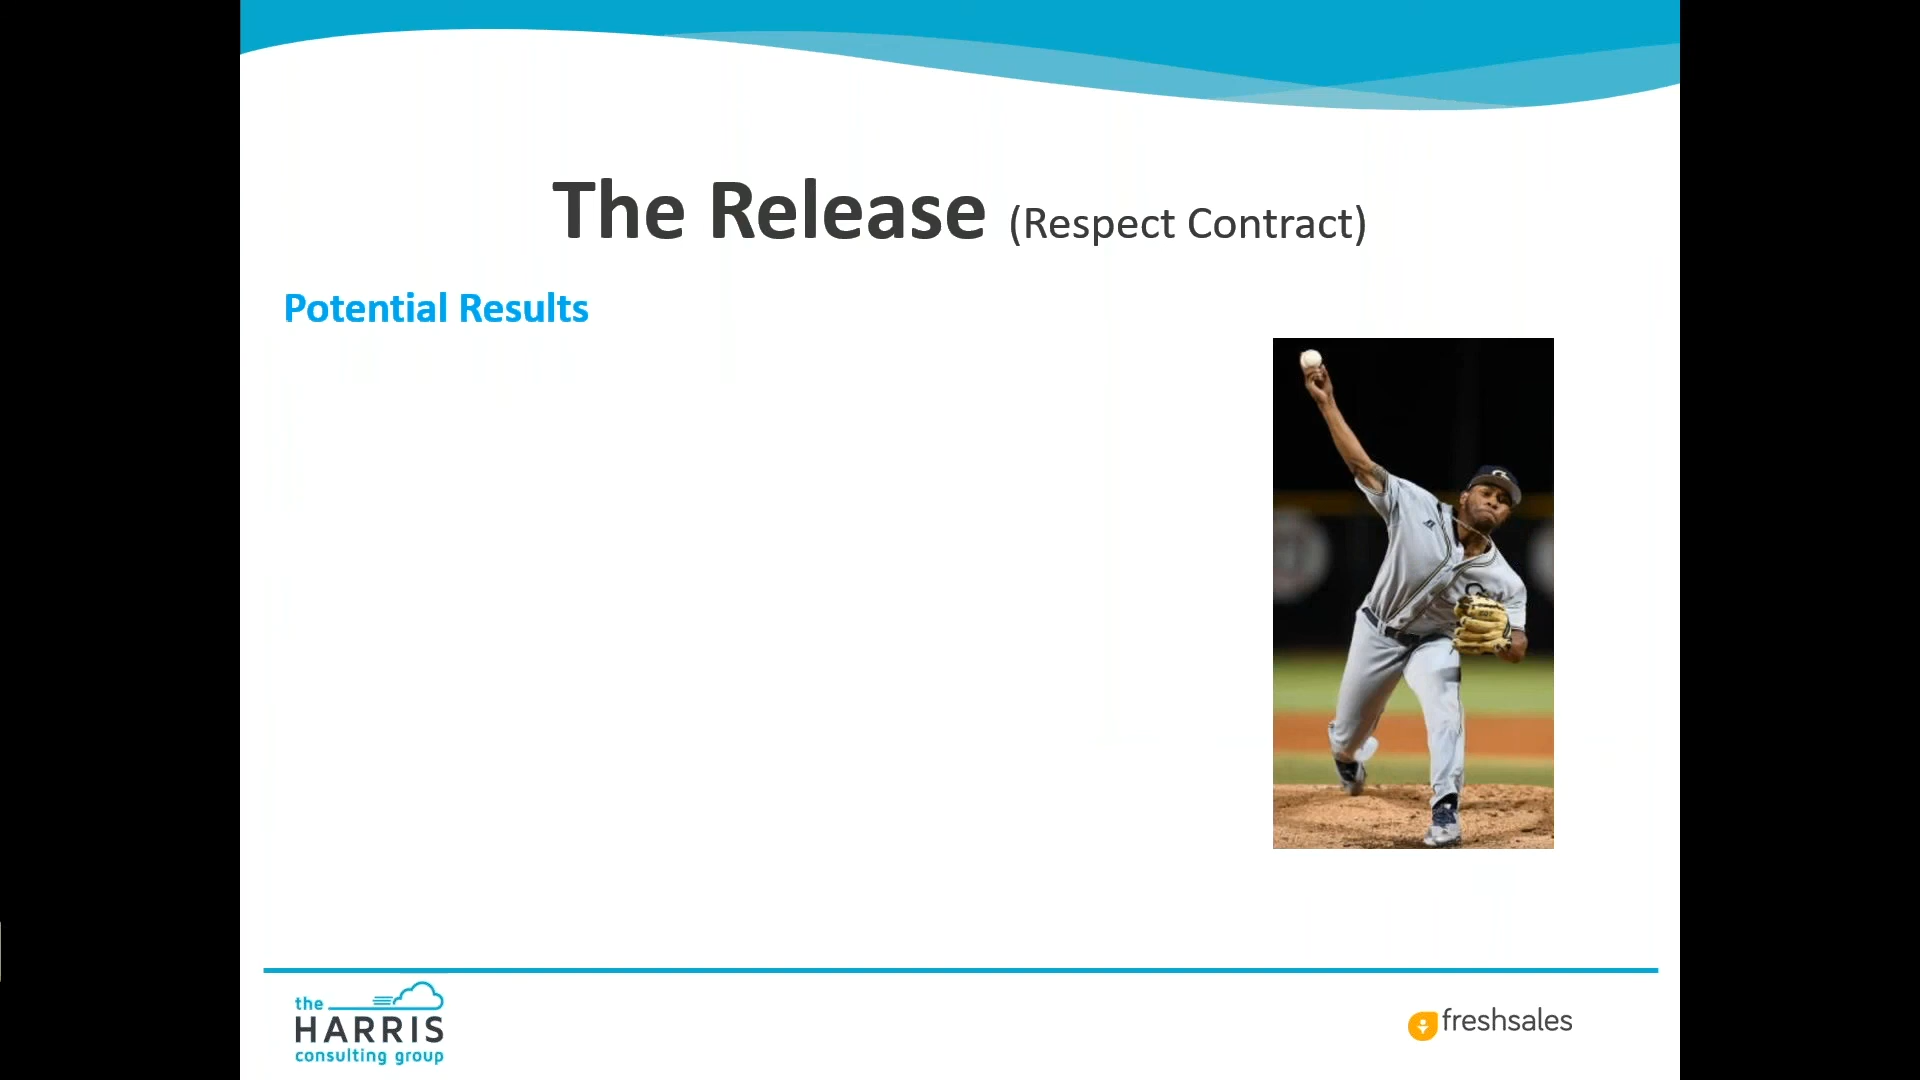 The Release (Respect Contract)
Potential Results
the
HARRIS
consulting group
freshsales